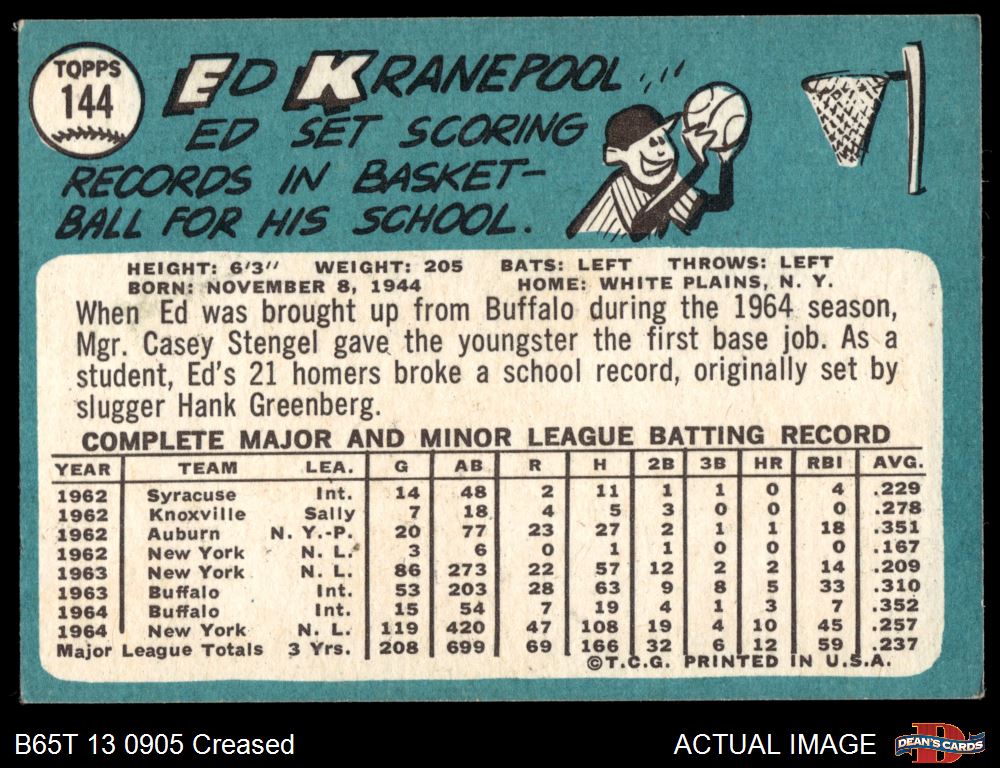 TOPPS
144
ED KRANEPOOL
ED SET SCORING
RECORDS IN BASKET-
BALL FOR HIS SCHOOL.
HEIGHT: 6'3" WEIGHT: 205 BATS: LEFT THROWS: LEFT
BORN: NOVEMBER 8, 1944 HOME: WHITE PLAINS, N. Y.
When Ed was brought up from Buffalo during the 1964 season,
Mgr. Casey Stengel gave the youngster the first base job. As a
student, Ed's 21 homers broke a school record, originally set by
slugger Hank Greenberg.
COMPLETE MAJOR AND MINOR LEAGUE BATTING RECORD
YEAR TEAM LEA. G AB R H 2B 3B HR RBI AVG.
1962 Syracuse Int. 14 48 2 11 1 1 0 4 .229
1962 Knoxville Sally 7 18 4 5 3 0 0 0 .278
1962 Auburn N. Y.-P. 20 77 23 27 2 1 1 18 .351
1962 New York N. L. 3 6 0 1 1 0 0 0 .167
1963 New York N. L. 86 273 22 57 12 2 2 14 .209
1963 Buffalo Int. 53 203 28 63 9 8 5 33 .310
1964 Buffalo Int. 15 54 7 19 4 1 3 7 .352
1964 New York N. L. 119 420 47 108 19 4 10 45 .257
Major League Totals 3 Yrs. 208 699 69 166 32 6 12 59 .237
©T.C.G. PRINTED IN U.S.A.
B65T 13 0905 Creased
ACTUAL IMAGE
DEAN'S CARDS